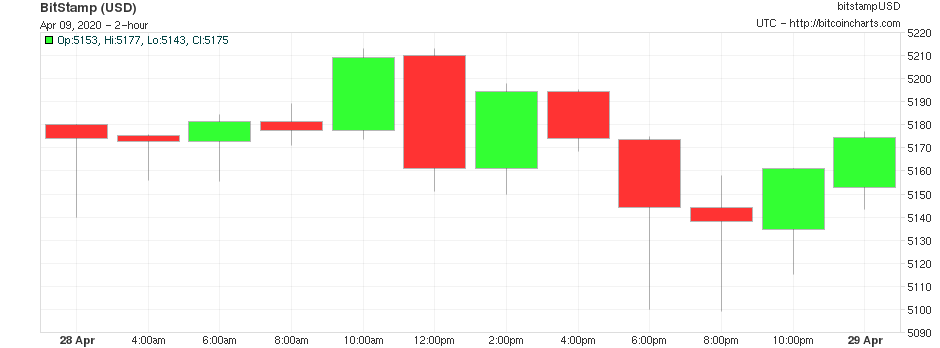 BitStamp (USD)
bitstampUSD
Apr 09, 2020 - 2-hour
UTC - http://bitcoincharts.com
Op:5153, Hi:5177, Lo:5143, Cl:5175
5220
5210
5200
5190
5180
5170
5160
5150
5140
5130
5120
5110
5100
5090
28 Apr 4:00am 6:00am 8:00am 10:00am 12:00pm 2:00pm 4:00pm 6:00pm 8:00pm 10:00pm 29 Apr